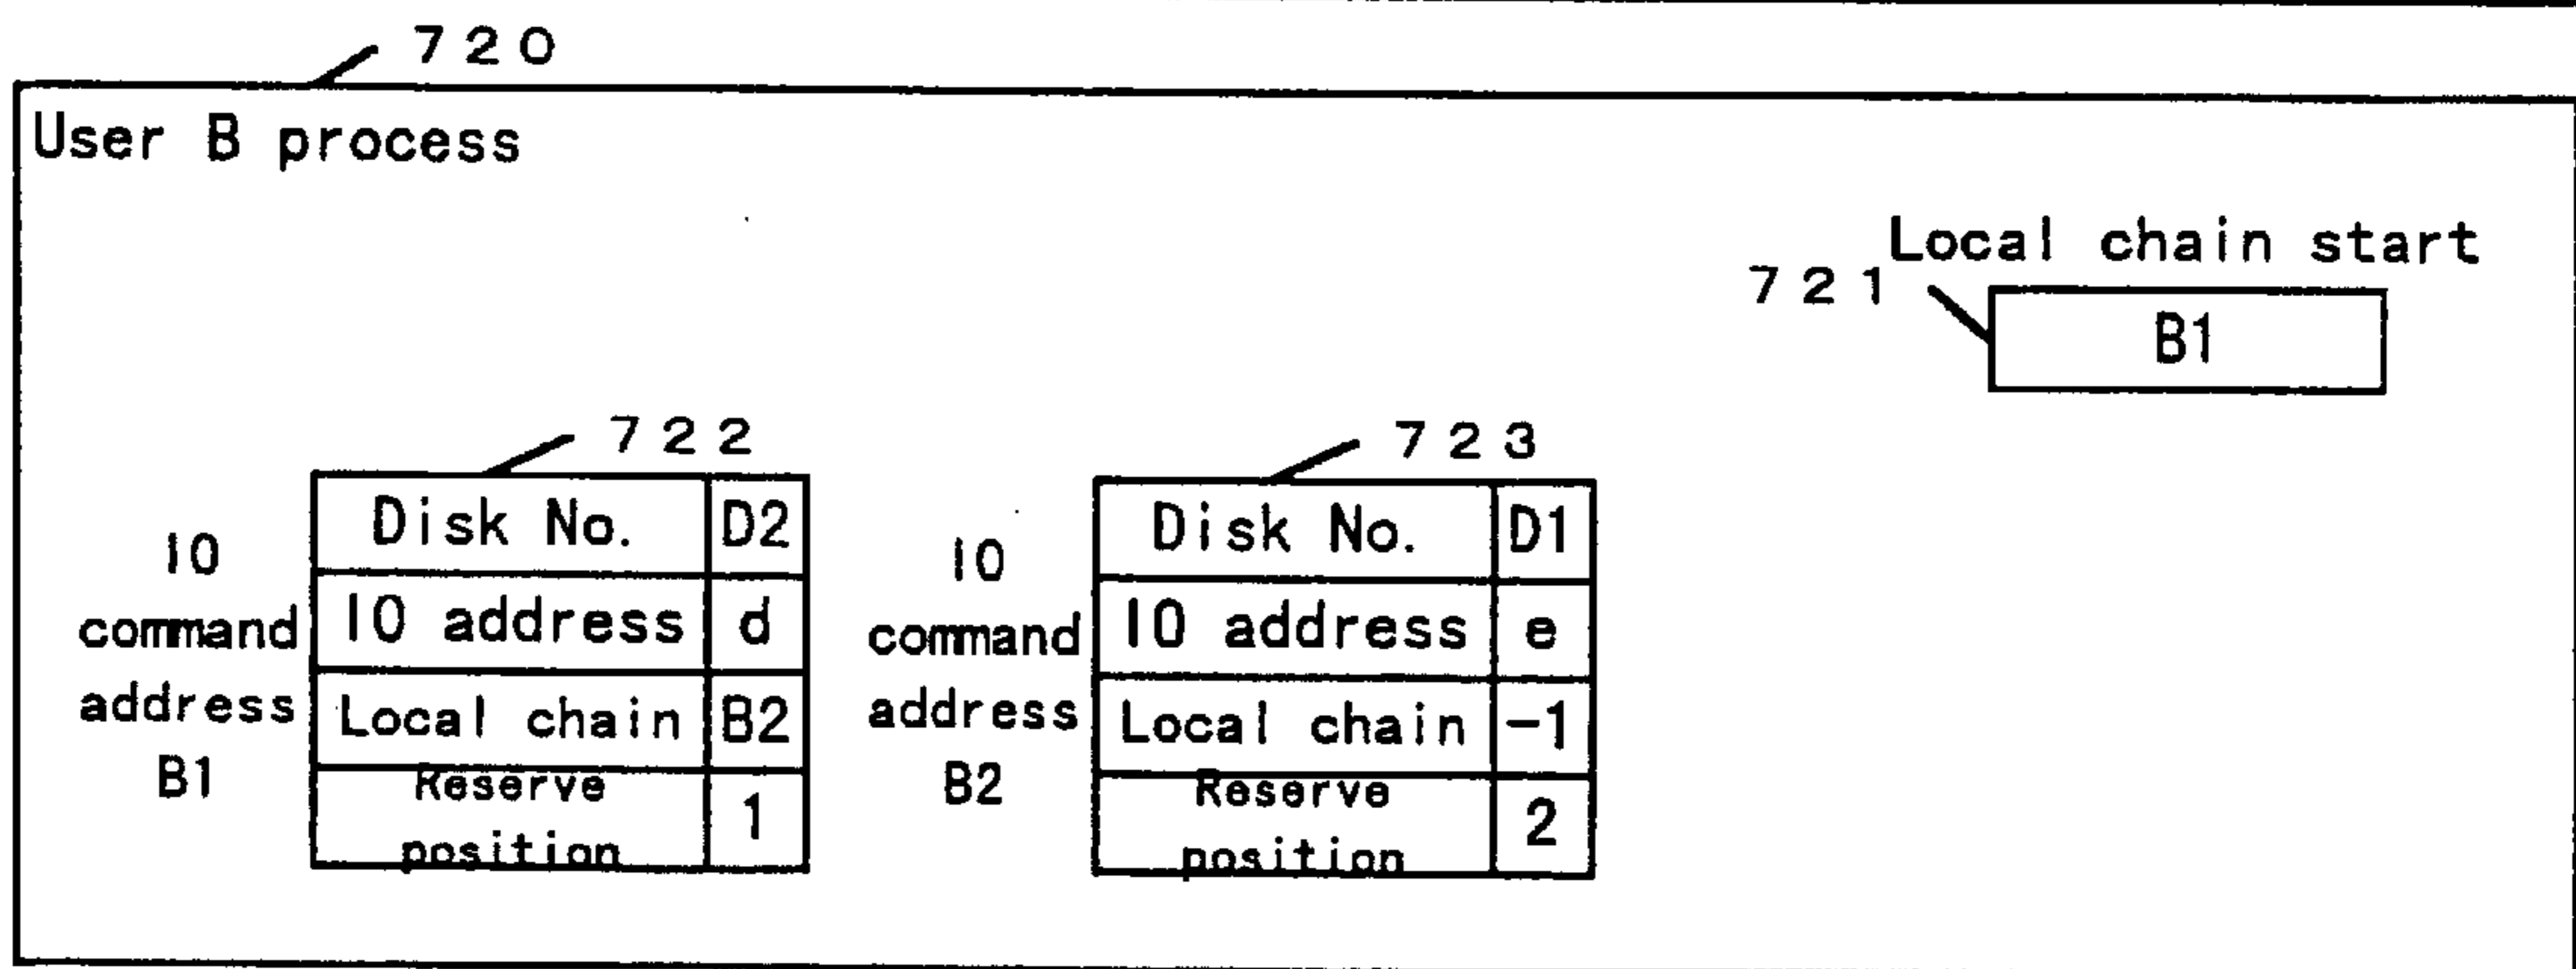 720
User B process
Local chain start
721
B1
722
IO
command
address
B1
Disk No. D2
IO address d
Local chain B2
Reserve
position
1
723
IO
command
address
B2
Disk No. D1
IO address e
Local chain -1
Reserve
position
2